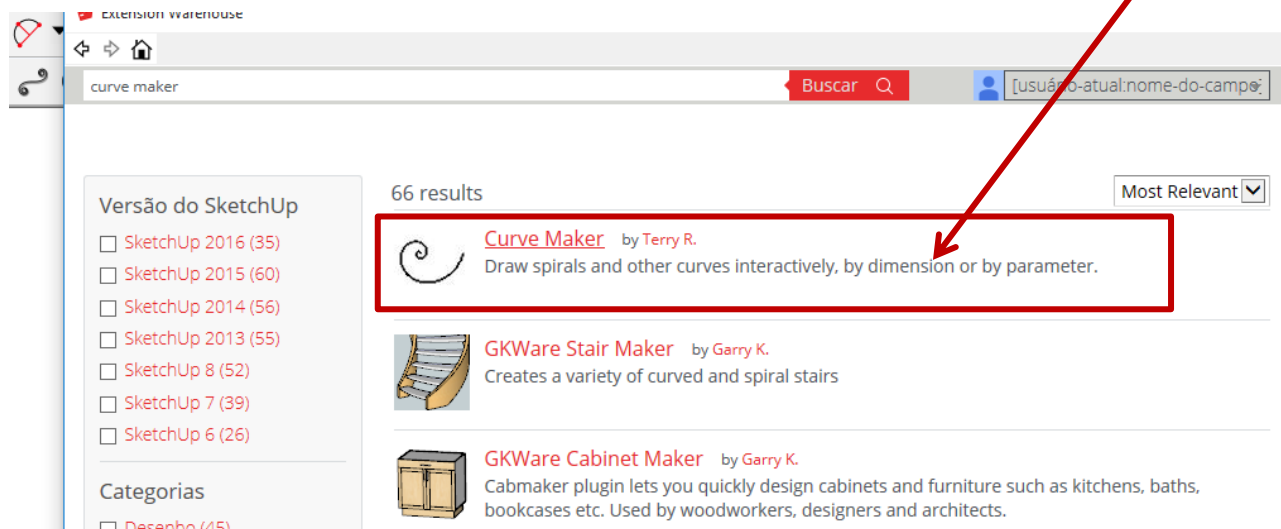 Extension Warehouse
curve maker
Buscar
[usuário-atual:nome-do-campo]
66 results
Most Relevant
Versão do SketchUp
SketchUp 2016 (35)
SketchUp 2015 (60)
SketchUp 2014 (56)
SketchUp 2013 (55)
SketchUp 8 (52)
SketchUp 7 (39)
SketchUp 6 (26)
Categorias
Desenho (45)
Curve Maker by Terry R.
Draw spirals and other curves interactively, by dimension or by parameter.
GKWare Stair Maker by Garry K.
Creates a variety of curved and spiral stairs
GKWare Cabinet Maker by Garry K.
Cabmaker plugin lets you quickly design cabinets and furniture such as kitchens, baths,
bookcases etc. Used by woodworkers, designers and architects.